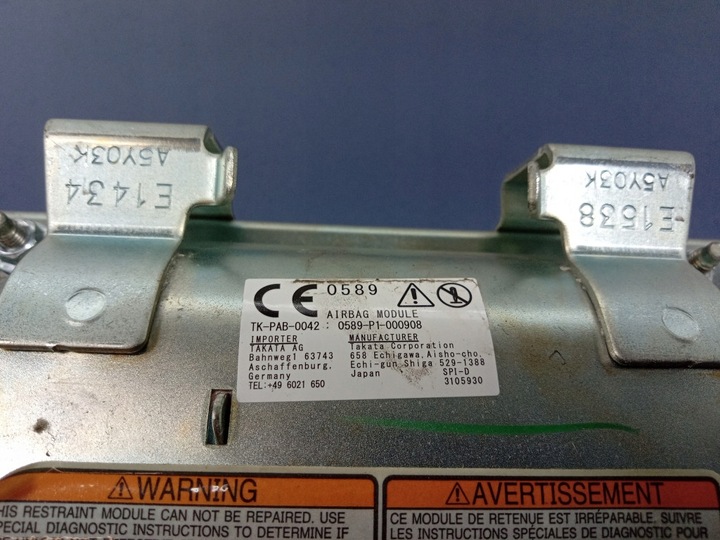 E1434
A5Y03K
E1538
A5Y03K
CE 0589
AIRBAG MODULE
TK-PAB-0042 : 0589-P1-000908
IMPORTER
TAKATA AG
Bahnweg1 63743
Aschaffenburg,
Germany
TEL:+49 6021 650
MANUFACTURER
Takata Corporation
658 Echigawa,Aisho-cho,
Echi-gun Shiga 529-1388
Japan SPI-D
3105930
WARNING
HIS RESTRAINT MODULE CAN NOT BE REPAIRED. USE
PECIAL DIAGNOSTIC INSTRUCTIONS TO DETERMINE IF
AVERTISSEMENT
CE MODULE DE RETENUE EST IRRÉPARABLE. SUIVRE
LES INSTRUCTIONS SPÉCIALES DE DIAGNOSTIC POUR